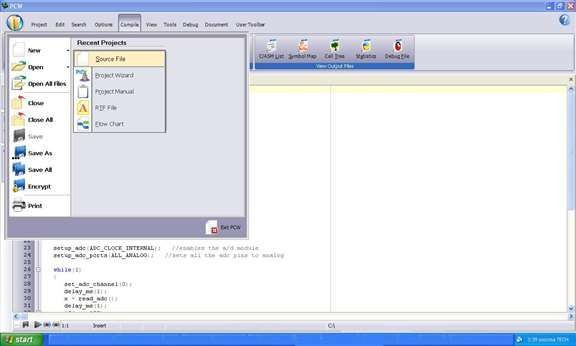 PCW
Project Edit Search Options Compile View Tools Debug Document User Toolbar
C/ASM List Symbol Map Call Tree Statistics Debug File
View Output Files
Recent Projects
New
Open
Open All Files
Close
Close All
Save
Save As
Save All
Encrypt
Print
Source File
Project Wizard
Project Manual
RTF File
Flow Chart
Exit PCW
23 setup_adc(ADC_CLOCK_INTERNAL); //enables the a/d module
24 setup_adc_ports(ALL_ANALOG); //sets all the adc pins to analog
25
26 while(1)
27 {
28 set_adc_channel(0);
29 delay_ms(1);
30 x = read_adc();
31 delay_ms(1);
1:1 Insert C:\
start
TECH